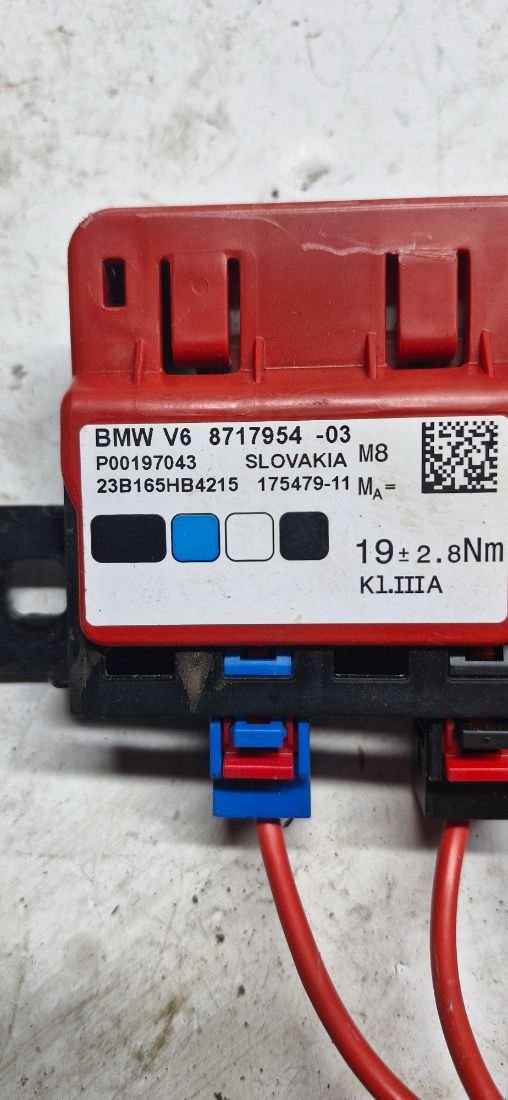 BMW V6 8717954 -03
P00197043 SLOVAKIA M8
23B165HB4215 175479-11 MA=
19±2.8Nm
Kl.IIIA